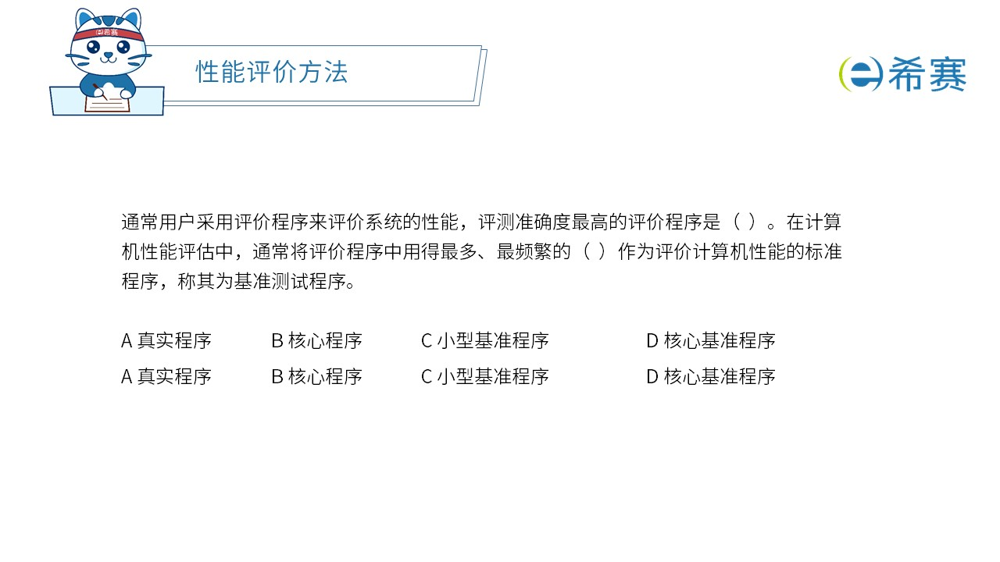 希赛
性能评价方法
希赛
通常用户采用评价程序来评价系统的性能，评测准确度最高的评价程序是（ ）。在计算
机性能评估中，通常将评价程序中用得最多、最频繁的（ ）作为评价计算机性能的标准
程序，称其为基准测试程序。
A 真实程序 B 核心程序 C 小型基准程序 D 核心基准程序
A 真实程序 B 核心程序 C 小型基准程序 D 核心基准程序